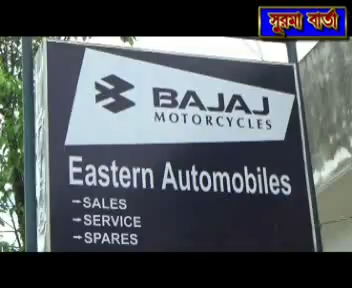 সুরমা বার্তা
BAJAJ
MOTORCYCLES
Eastern Automobiles
→SALES
→SERVICE
→SPARES